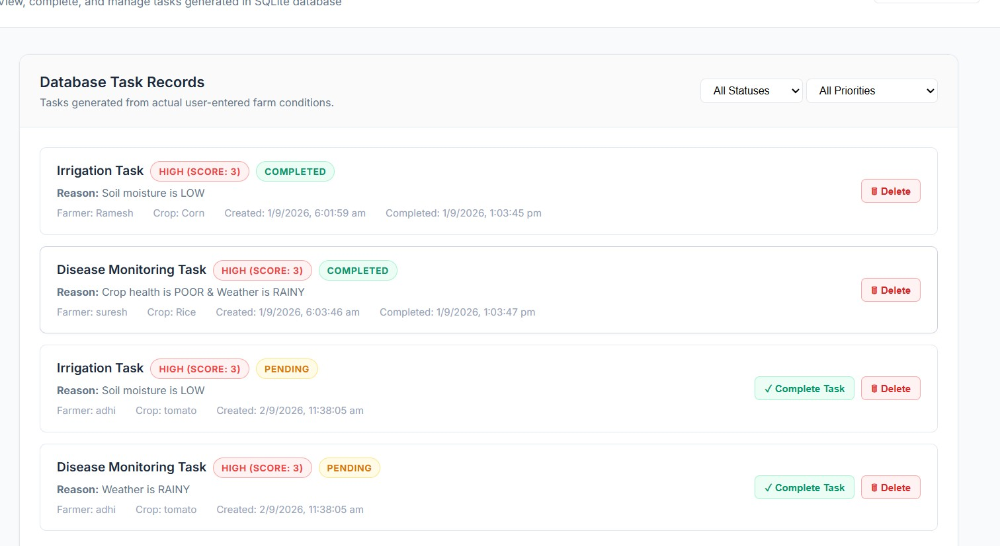 View, complete, and manage tasks generated in SQLite database
Database Task Records
Tasks generated from actual user-entered farm conditions.
All Statuses
All Priorities
Irrigation Task HIGH (SCORE: 3) COMPLETED
Reason: Soil moisture is LOW
Farmer: Ramesh Crop: Corn Created: 1/9/2026, 6:01:59 am Completed: 1/9/2026, 1:03:45 pm
Delete
Disease Monitoring Task HIGH (SCORE: 3) COMPLETED
Reason: Crop health is POOR & Weather is RAINY
Farmer: suresh Crop: Rice Created: 1/9/2026, 6:03:46 am Completed: 1/9/2026, 1:03:47 pm
Delete
Irrigation Task HIGH (SCORE: 3) PENDING
Reason: Soil moisture is LOW
Farmer: adhi Crop: tomato Created: 2/9/2026, 11:38:05 am
✓ Complete Task
Delete
Disease Monitoring Task HIGH (SCORE: 3) PENDING
Reason: Weather is RAINY
Farmer: adhi Crop: tomato Created: 2/9/2026, 11:38:05 am
✓ Complete Task
Delete